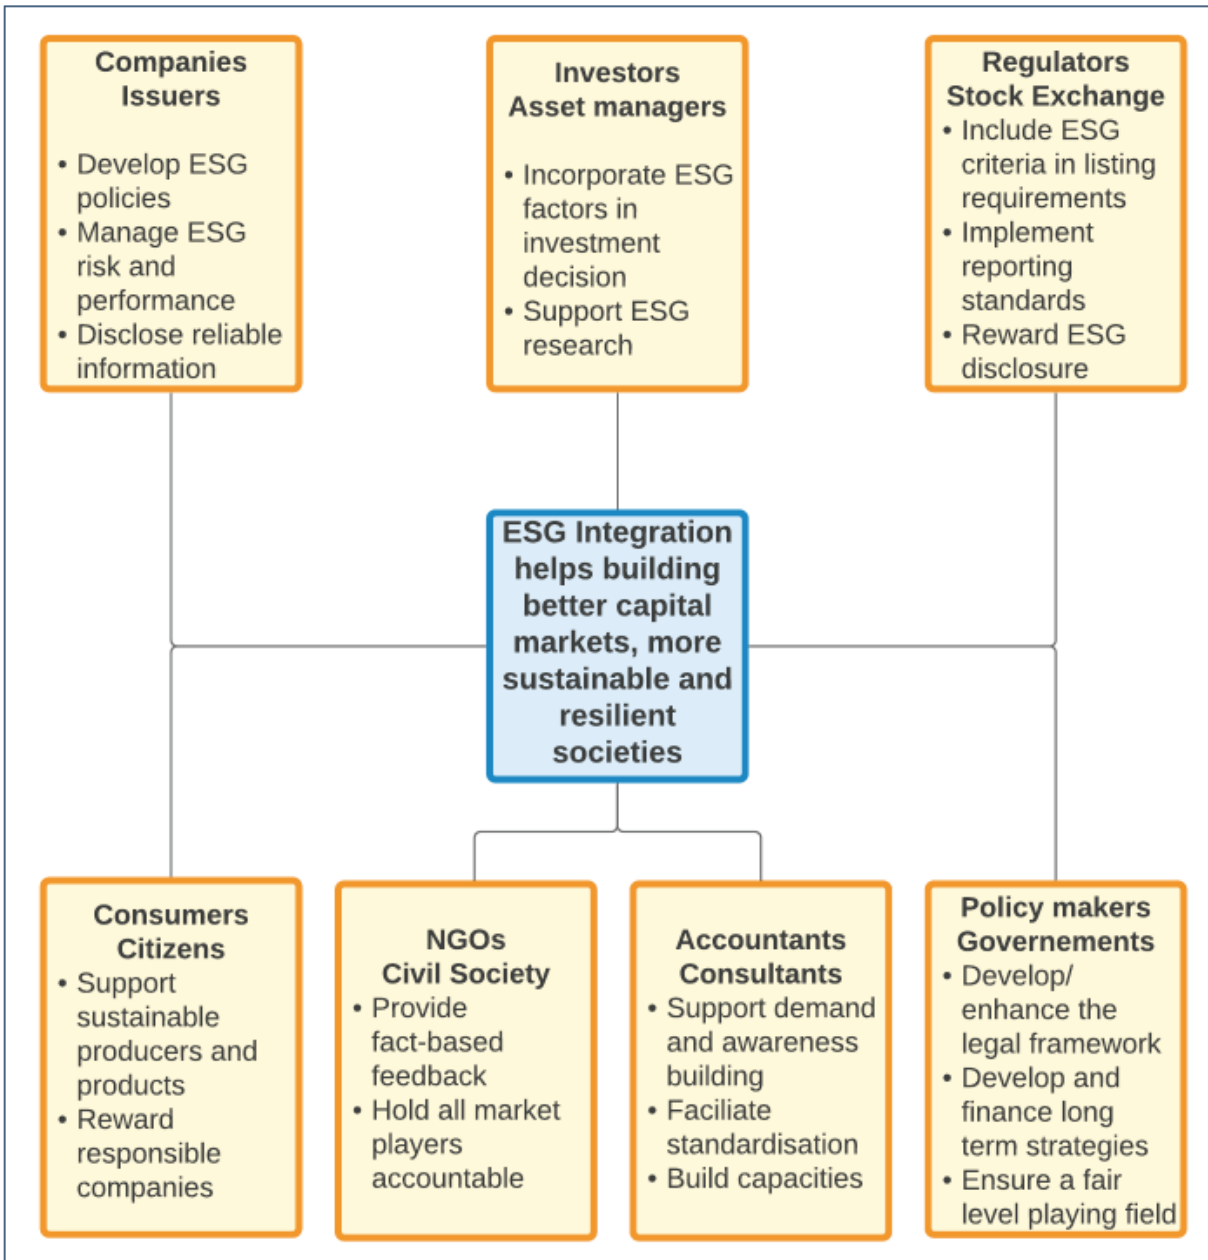 Companies
Issuers
• Develop ESG
policies
• Manage ESG
risk and
performance
• Disclose reliable
information
Investors
Asset managers
• Incorporate ESG
factors in
investment
decision
• Support ESG
research
Regulators
Stock Exchange
• Include ESG
criteria in listing
requirements
• Implement
reporting
standards
• Reward ESG
disclosure
ESG Integration
helps building
better capital
markets, more
sustainable and
resilient
societies
Consumers
Citizens
• Support
sustainable
producers and
products
• Reward
responsible
companies
NGOs
Civil Society
• Provide
fact-based
feedback
• Hold all market
players
accountable
Accountants
Consultants
• Support demand
and awareness
building
• Faciliate
standardisation
• Build capacities
Policy makers
Governements
• Develop/
enhance the
legal framework
• Develop and
finance long
term strategies
• Ensure a fair
level playing field